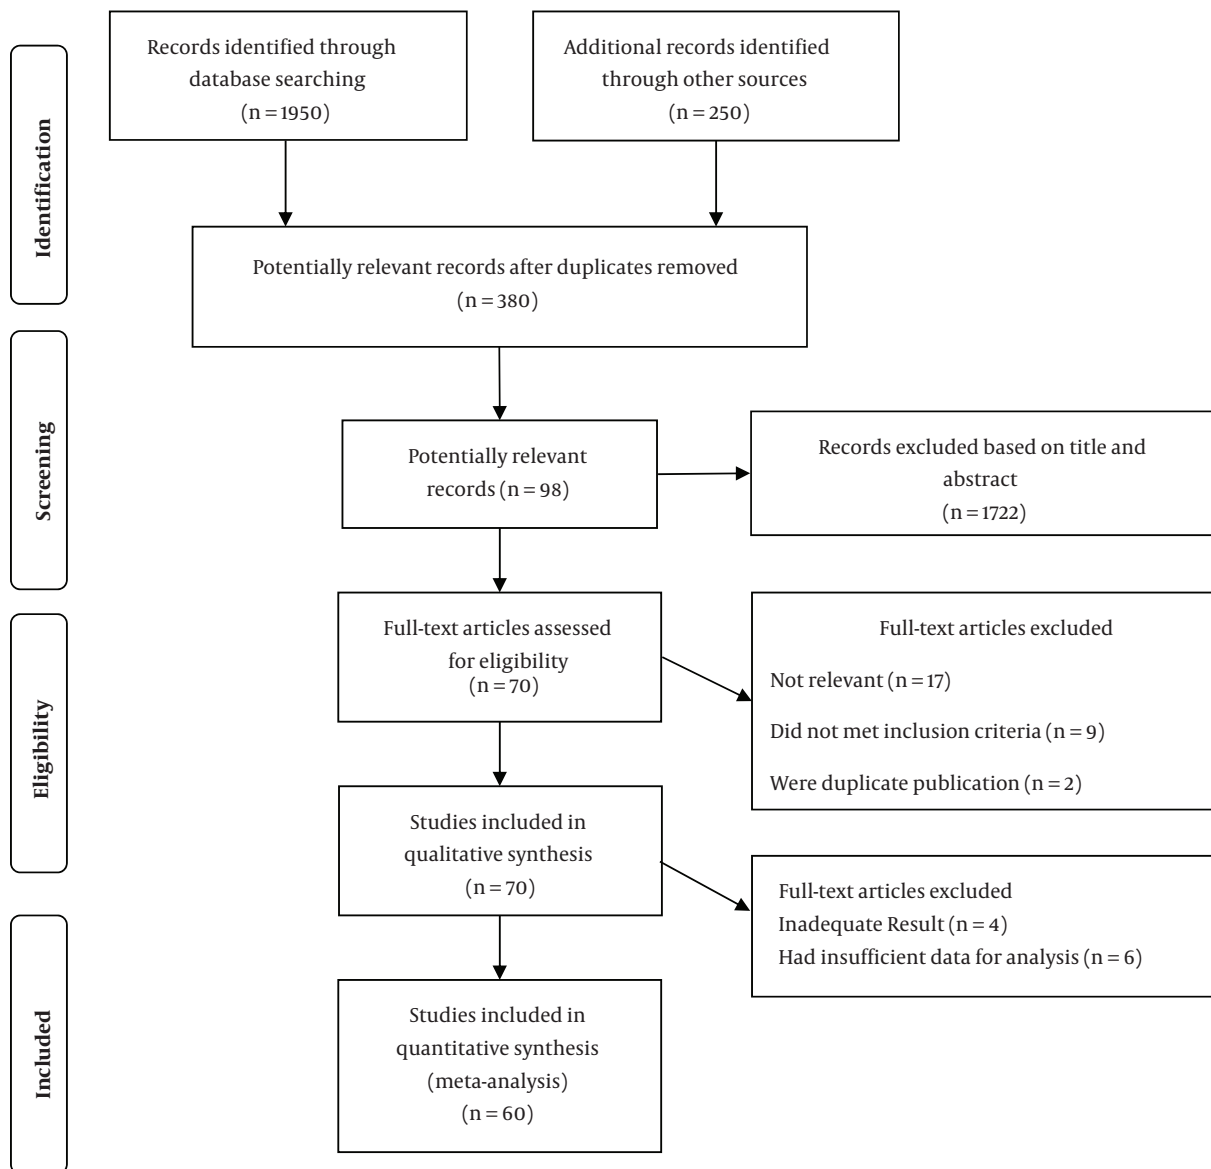 Identification
Records identified through
database searching
(n = 1950)
Additional records identified
through other sources
(n = 250)
Potentially relevant records after duplicates removed
(n = 380)
Screening
Potentially relevant
records (n = 98)
Records excluded based on title and
abstract
(n = 1722)
Eligibility
Full-text articles assessed
for eligibility
(n = 70)
Full-text articles excluded
Not relevant (n = 17)
Did not met inclusion criteria (n = 9)
Were duplicate publication (n = 2)
Studies included in
qualitative synthesis
(n = 70)
Full-text articles excluded
Inadequate Result (n = 4)
Had insufficient data for analysis (n = 6)
Included
Studies included in
quantitative synthesis
(meta-analysis)
(n = 60)